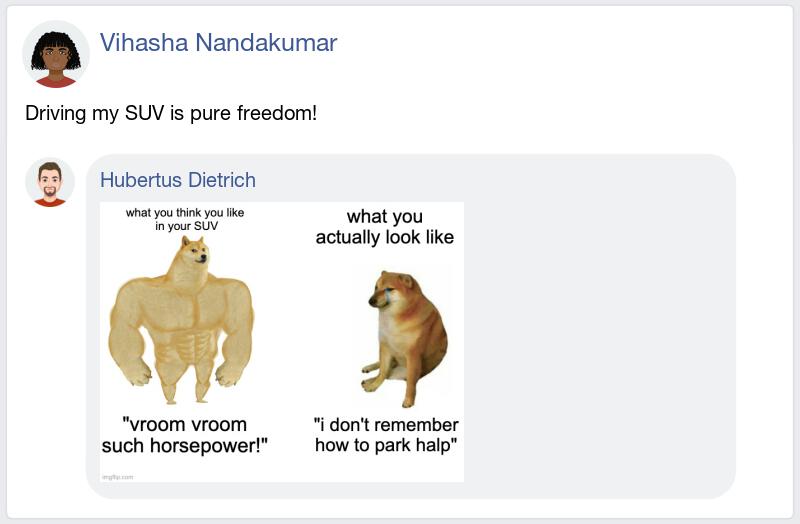 Vihasha Nandakumar
Driving my SUV is pure freedom!
Hubertus Dietrich
what you think you like
in your SUV
what you
actually look like
"vroom vroom
such horsepower!"
"i don't remember
how to park halp"
imgflip.com